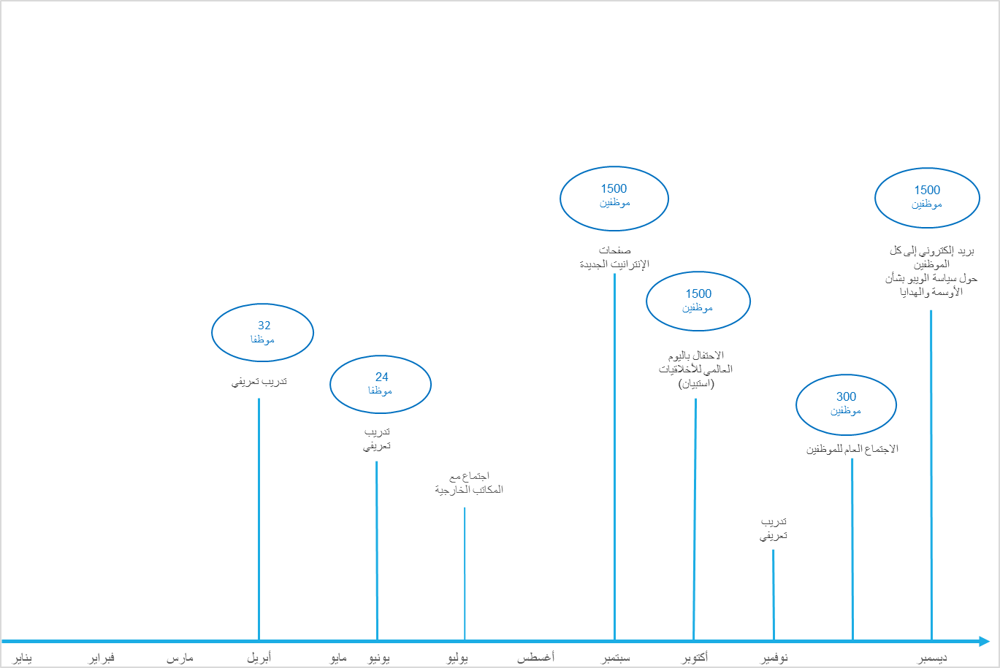 1500
موظفين
صفحات
الإنترانيت الجديدة
1500
موظفين
بريد إلكتروني إلى كل
الموظفين
حول سياسة الويبو بشأن
الأوسمة والهدايا
1500
موظفين
الاحتفال باليوم
العالمي للأخلاقيات
(استبيان)
32
موظفا
تدريب تعريفي
24
موظفا
تدريب
تعريفي
300
موظفين
الاجتماع العام للموظفين
اجتماع مع
المكاتب الخارجية
تدريب
تعريفي
يناير
فبراير
مارس
أبريل
مايو
يونيو
يوليو
أغسطس
سبتمبر
أكتوبر
نوفمبر
ديسمبر